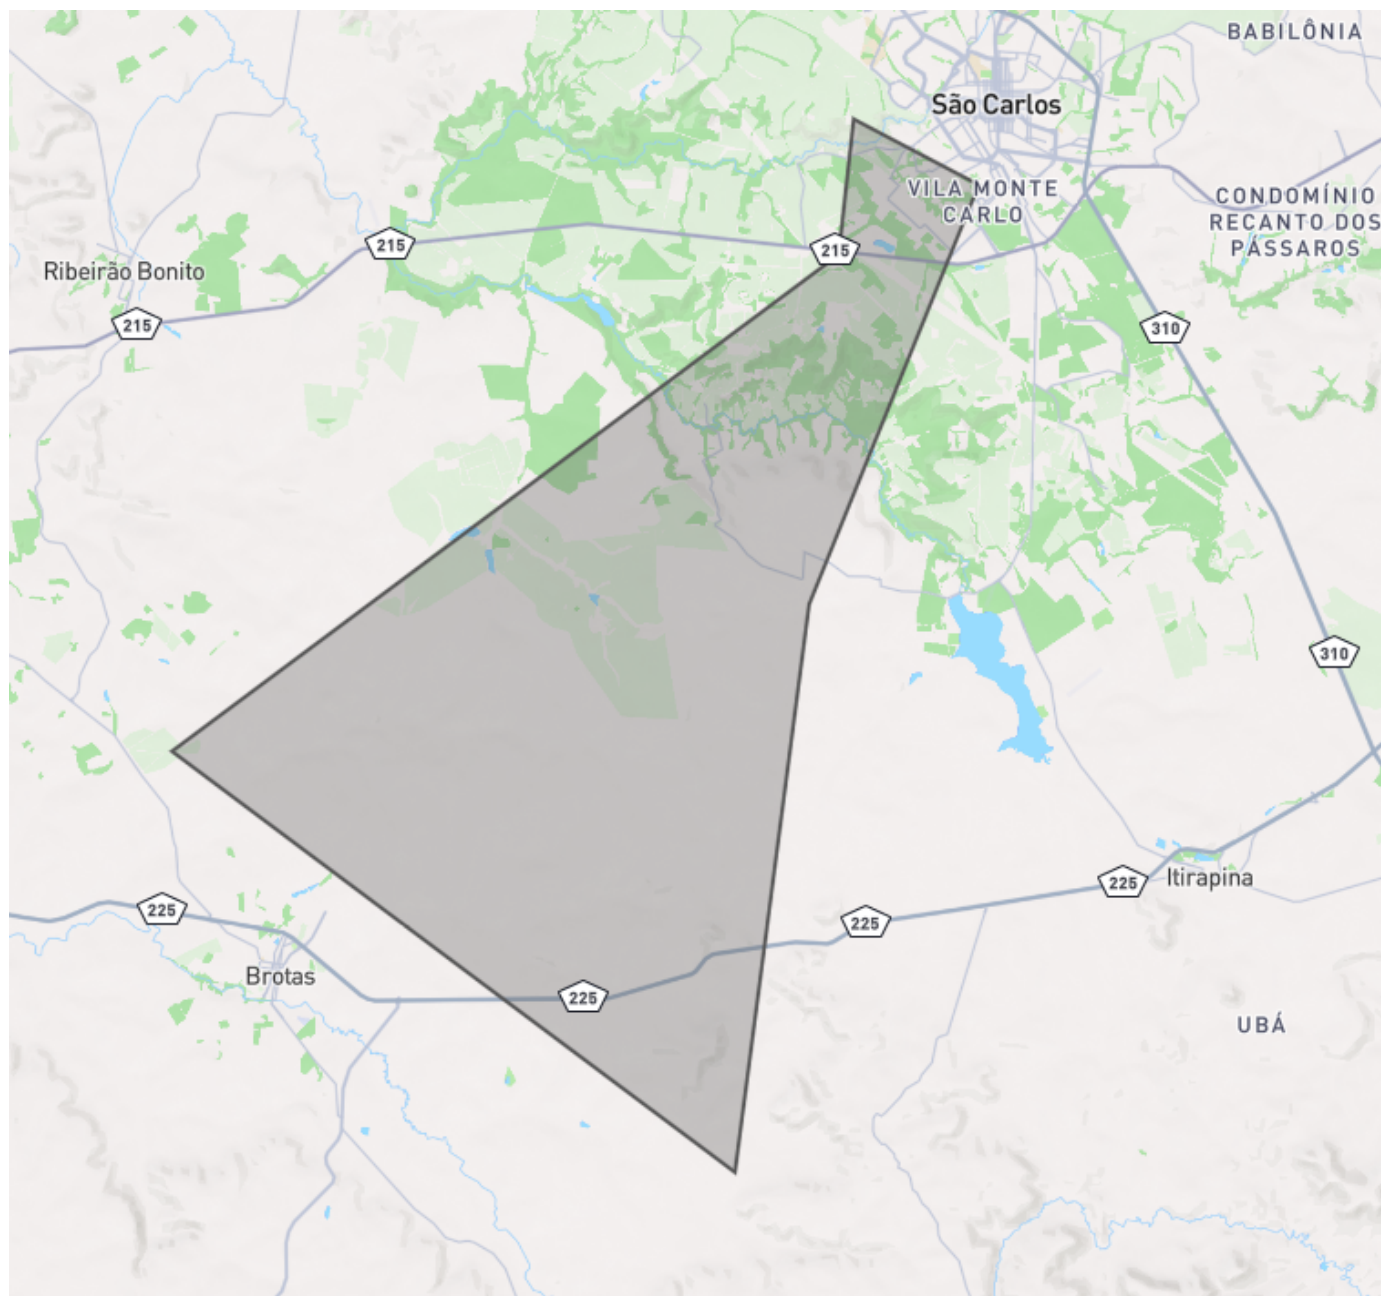 BABILÔNIA
São Carlos
VILA MONTE
CARLO
CONDOMÍNIO
RECANTO DOS
PÁSSAROS
215
215
Ribeirão Bonito
215
310
310
Itirapina
225
225
225
Brotas
225
UBÁ